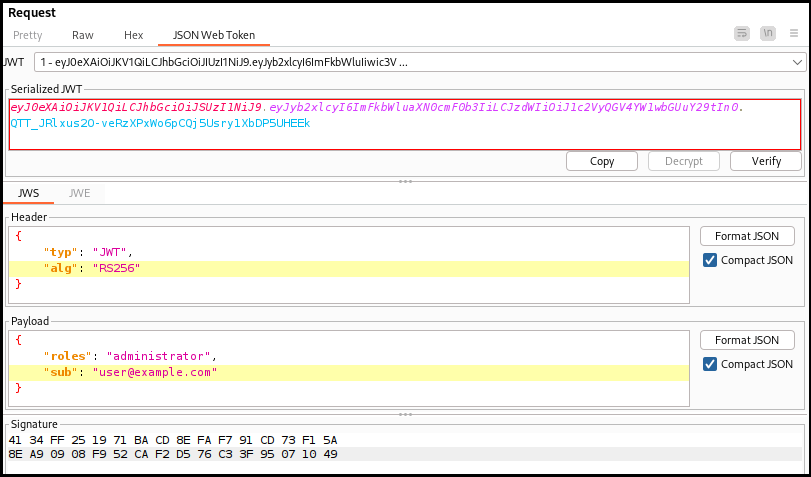 Request
Pretty Raw Hex JSON Web Token \n
JWT 1 - eyJ0eXAiOiJKV1QiLCJhbGciOiJIUzI1NiJ9.eyJyb2xlcyI6ImFkbWluIiwic3V ...
Serialized JWT
eyJ0eXAiOiJKV1QiLCJhbGciOiJSUzI1NiJ9.eyJyb2xlcyI6ImFkbWluaXN0cmF0b3IiLCJzdWIiOiJ1c2VyQGV4YW1wbGUuY29tIn0.
QTT_JRlxus2O-veRzXPxWo6pCQj5Usry1XbDP5UHEEk
Copy Decrypt Verify
JWS JWE
Header
{
"typ": "JWT",
"alg": "RS256"
}
Format JSON
Compact JSON
Payload
{
"roles": "administrator",
"sub": "user@example.com"
}
Format JSON
Compact JSON
Signature
41 34 FF 25 19 71 BA CD 8E FA F7 91 CD 73 F1 5A
8E A9 09 08 F9 52 CA F2 D5 76 C3 3F 95 07 10 49